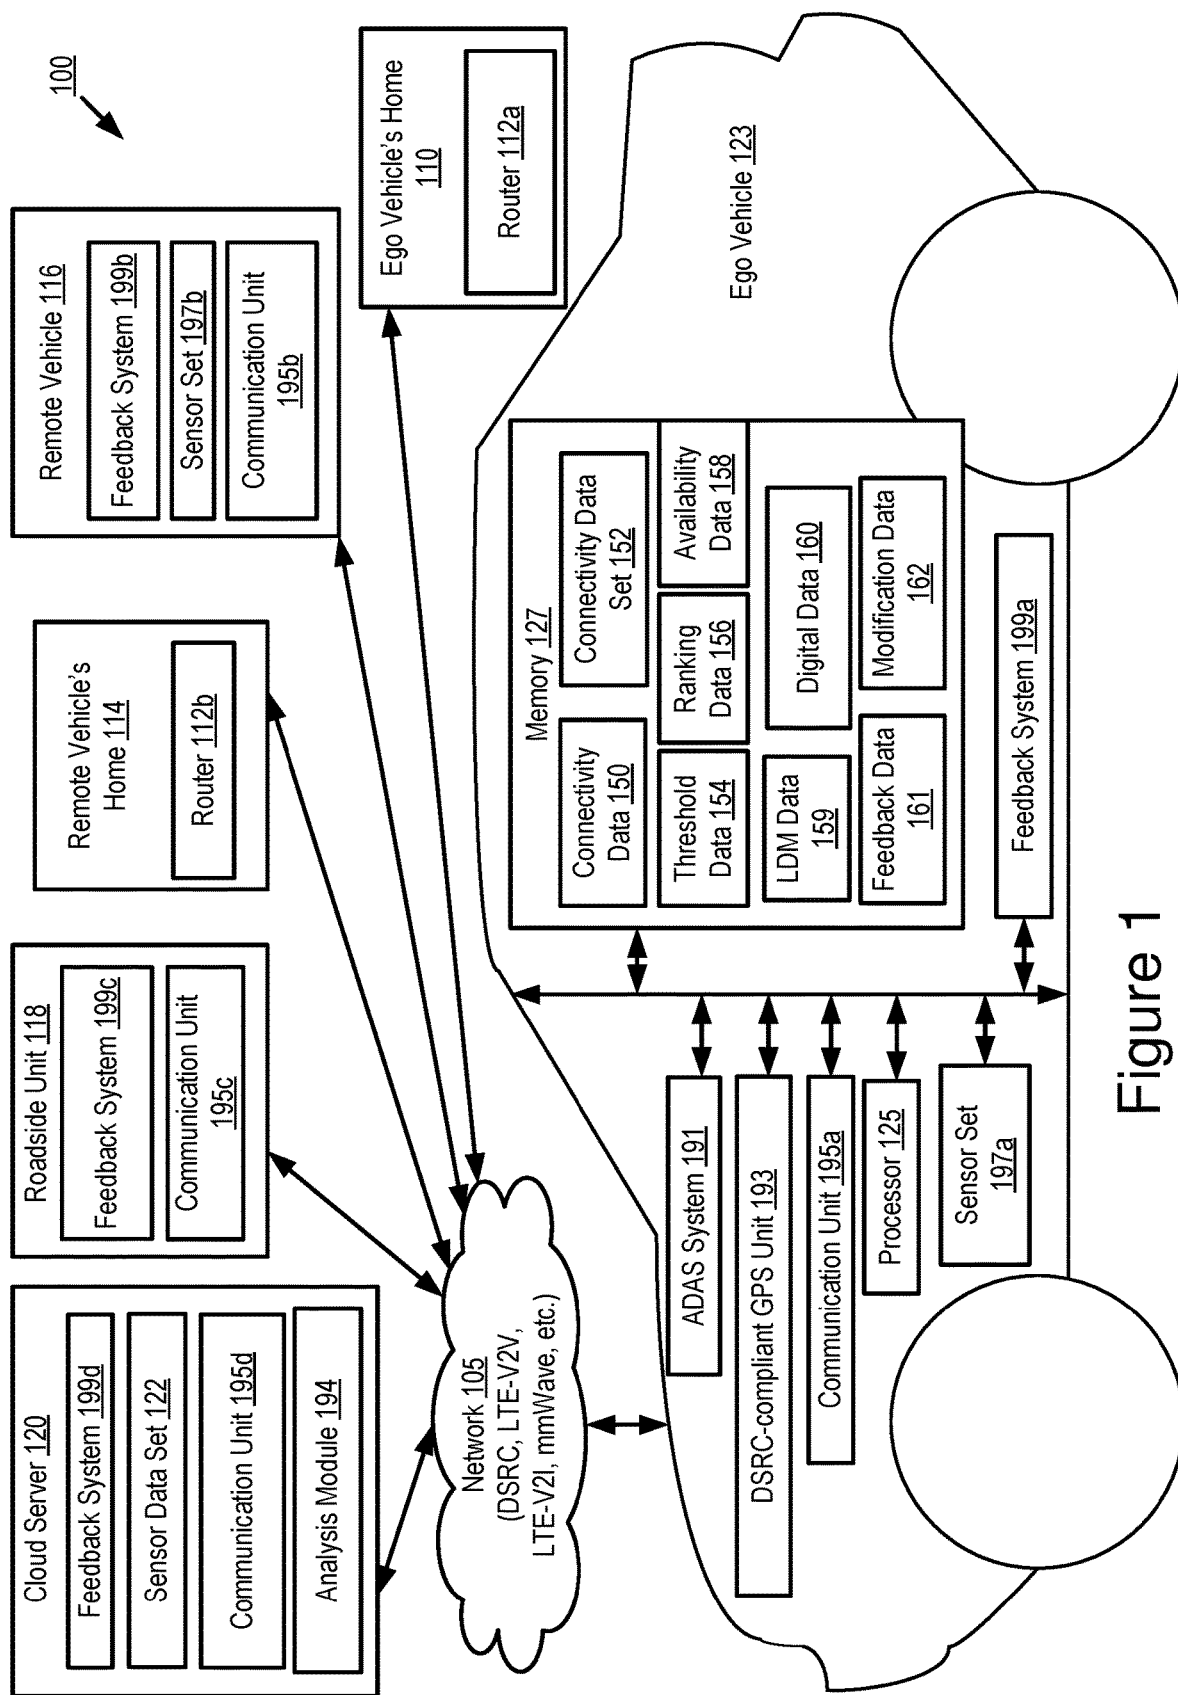 100
Cloud Server 120
Feedback System 199d
Sensor Data Set 122
Communication Unit 195d
Analysis Module 194
Roadside Unit 118
Feedback System 199c
Communication Unit
195c
Remote Vehicle's
Home 114
Router 112b
Remote Vehicle 116
Feedback System 199b
Sensor Set 197b
Communication Unit
195b
Ego Vehicle's Home
110
Router 112a
Network 105
(DSRC, LTE-V2V,
LTE-V2I, mmWave, etc.)
Ego Vehicle 123
ADAS System 191
DSRC-compliant GPS Unit 193
Communication Unit 195a
Processor 125
Sensor Set
197a
Memory 127
Connectivity
Data 150
Connectivity Data
Set 152
Threshold
Data 154
Ranking
Data 156
Availability
Data 158
LDM Data
159
Digital Data 160
Feedback Data
161
Modification Data
162
Feedback System 199a
Figure 1